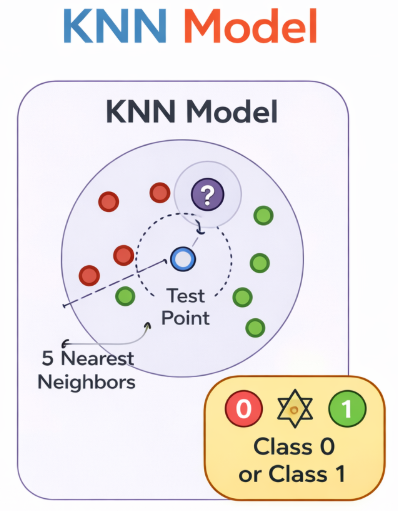 KNN Model
KNN Model
?
Test
Point
5 Nearest
Neighbors
0 1
Class 0
or Class 1